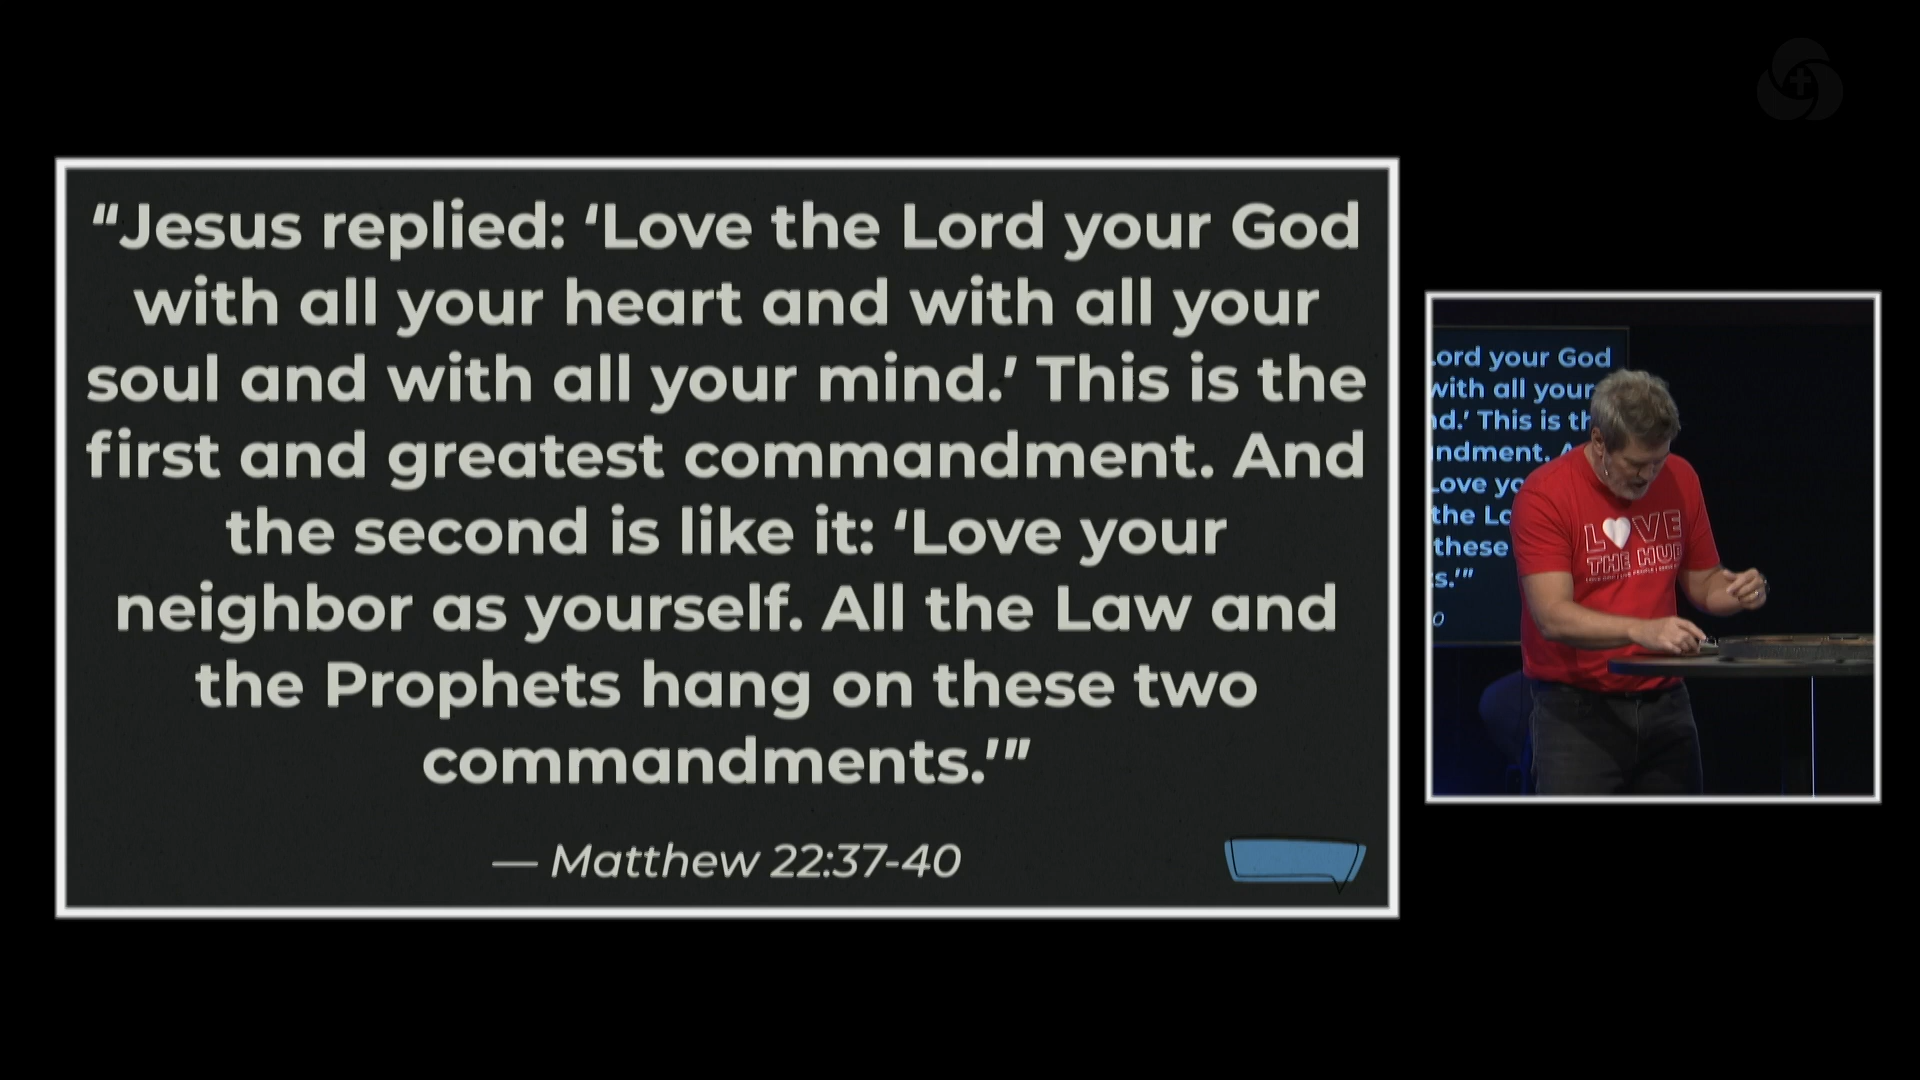 “Jesus replied: ‘Love the Lord your God
with all your heart and with all your
soul and with all your mind.’ This is the
first and greatest commandment. And
the second is like it: ‘Love your
neighbor as yourself. All the Law and
the Prophets hang on these two
commandments.’”
— Matthew 22:37-40
Lord your God
with all your
nd.’ This is th
ndment. A
Love yo
the La
these
s.’”
0
LOVE
THE HUB